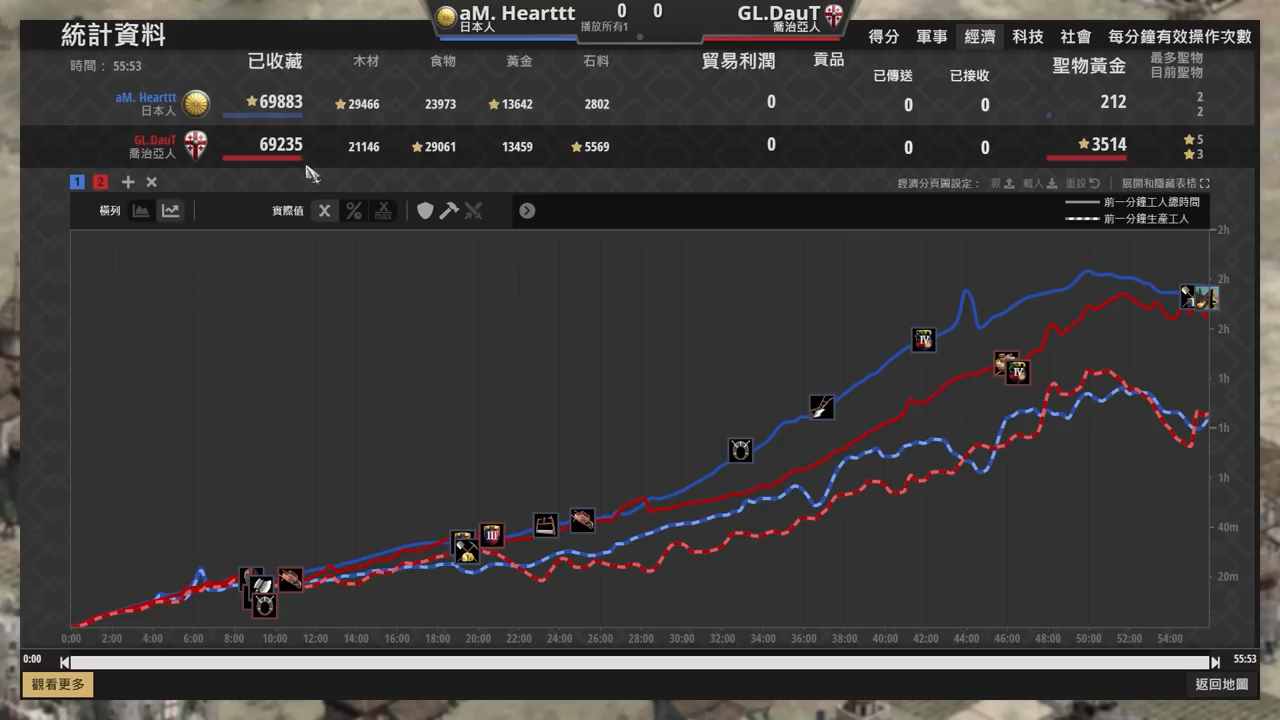 aM. Hearttt
日本人
0 0
播放所有1
GL.DauT
喬治亞人
統計資料
得分 軍事 經濟 科技 社會 每分鐘有效操作次數
時間： 55:53
已收藏 木材 食物 黃金 石料 貿易利潤 貢品 已傳送 已接收 聖物黃金 最多聖物
目前聖物
aM. Hearttt
日本人
69883 29466 23973 13642 2802 0 0 0 212 2
2
GL.DauT
喬治亞人
69235 21146 29061 13459 5569 0 0 0 3514 5
3
1 2
經濟分頁圖設定： 載入 重設 展開和隱藏表格
橫列 實際值 X % X max
前一分鐘工人總時間
前一分鐘生產工人
2h
2h
2h
1h
1h
1h
40m
20m
IV
IV
III
0:00 2:00 4:00 6:00 8:00 10:00 12:00 14:00 16:00 18:00 20:00 22:00 24:00 26:00 28:00 30:00 32:00 34:00 36:00 38:00 40:00 42:00 44:00 46:00 48:00 50:00 52:00 54:00
0:00 55:53
觀看更多 返回地圖